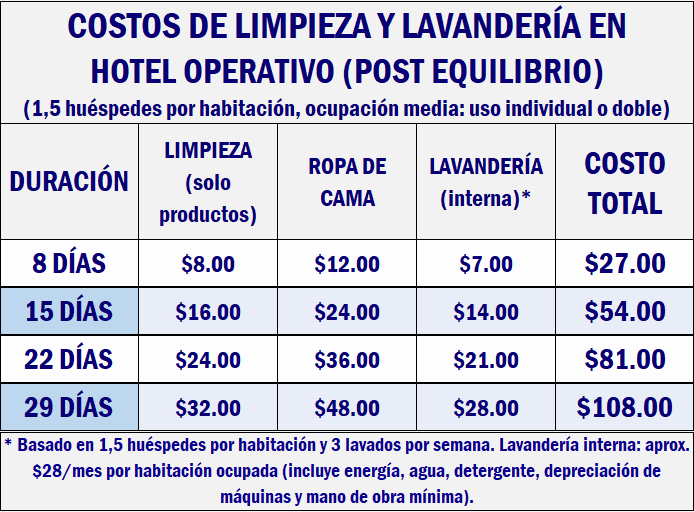 COSTOS DE LIMPIEZA Y LAVANDERÍA EN
HOTEL OPERATIVO (POST EQUILIBRIO)
(1,5 huéspedes por habitación, ocupación media: uso individual o doble)
DURACIÓN
LIMPIEZA
(solo
productos)
ROPA DE
CAMA
LAVANDERÍA
(interna)*
COSTO
TOTAL
8 DÍAS $8.00 $12.00 $7.00 $27.00
15 DÍAS $16.00 $24.00 $14.00 $54.00
22 DÍAS $24.00 $36.00 $21.00 $81.00
29 DÍAS $32.00 $48.00 $28.00 $108.00
* Basado en 1,5 huéspedes por habitación y 3 lavados por semana. Lavandería interna: aprox.
$28/mes por habitación ocupada (incluye energía, agua, detergente, depreciación de
máquinas y mano de obra mínima).